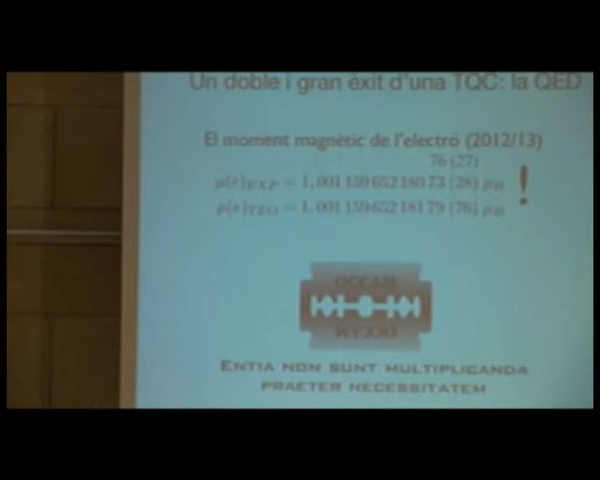 Un doble i gran èxit d'una TQC: la QED
El moment magnètic de l'electró (2012/13)
76 (27)
μ(e)EXP = 1,001 159 652 180 73 (28) μB
μ(e)TEO = 1,001 159 652 181 79 (76) μB
!
OCCAM
OCCAM
ENTIA NON SUNT MULTIPLICANDA
PRAETER NECESSITATEM